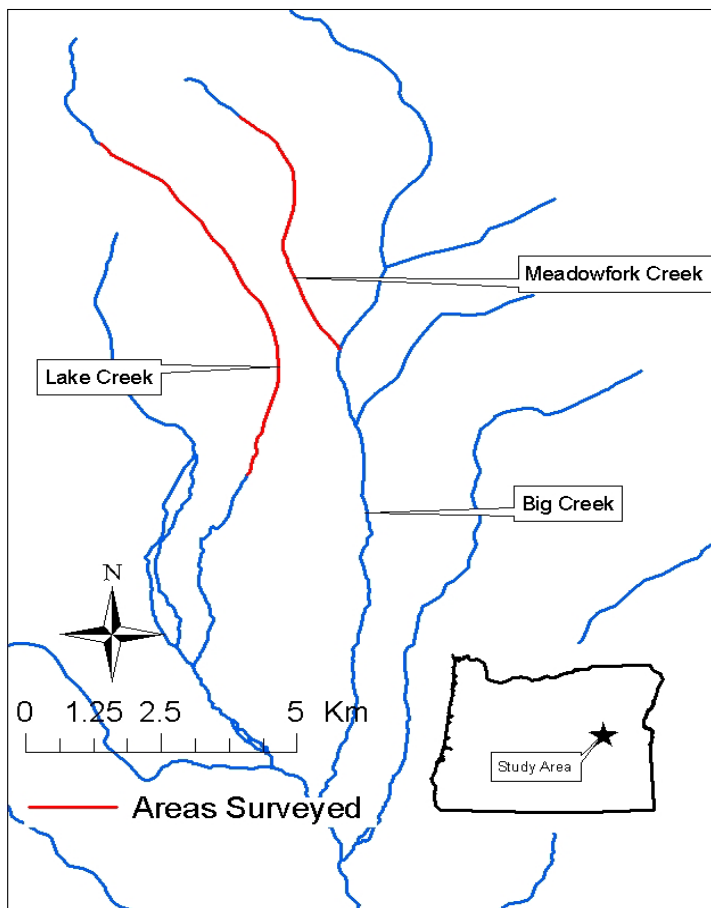 Meadowfork Creek
Lake Creek
Big Creek
N
0 1.25 2.5 5 Km
Study Area
Areas Surveyed